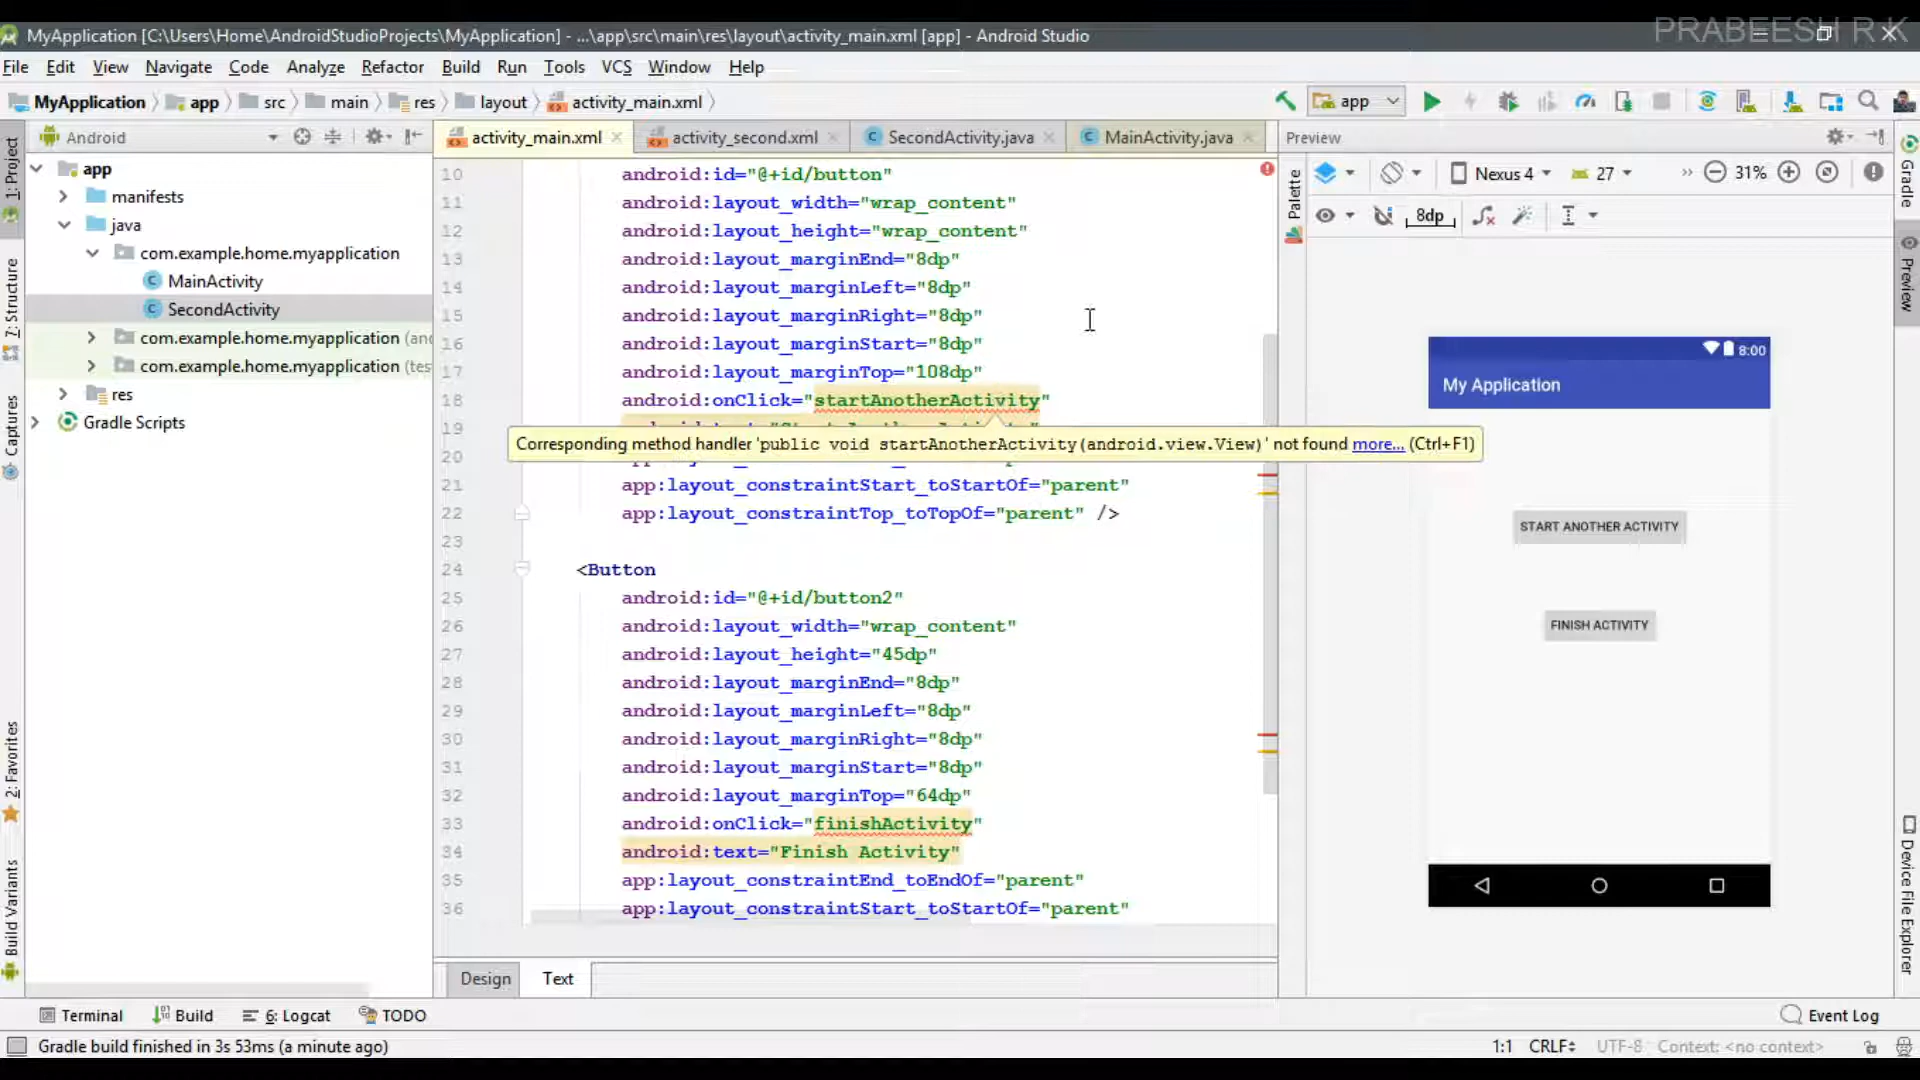 PRABEESH R K
MyApplication [C:\Users\Home\AndroidStudioProjects\MyApplication] - ...\app\src\main\res\layout\activity_main.xml [app] - Android Studio
File Edit View Navigate Code Analyze Refactor Build Run Tools VCS Window Help
MyApplication app src main res layout activity_main.xml app
Android
activity_main.xml activity_second.xml SecondActivity.java MainActivity.java Preview
1: Project
7: Structure
Captures
2: Favorites
Build Variants
app
manifests
java
com.example.home.myapplication
MainActivity
SecondActivity
com.example.home.myapplication (and
com.example.home.myapplication (tes
res
Gradle Scripts
10 android:id="@+id/button"
11 android:layout_width="wrap_content"
12 android:layout_height="wrap_content"
13 android:layout_marginEnd="8dp"
14 android:layout_marginLeft="8dp"
15 android:layout_marginRight="8dp"
16 android:layout_marginStart="8dp"
17 android:layout_marginTop="108dp"
18 android:onClick="startAnotherActivity"
19
Corresponding method handler 'public void startAnotherActivity(android.view.View)' not found more... (Ctrl+F1)
20
21 app:layout_constraintStart_toStartOf="parent"
22 app:layout_constraintTop_toTopOf="parent" />
23
24 <Button
25 android:id="@+id/button2"
26 android:layout_width="wrap_content"
27 android:layout_height="45dp"
28 android:layout_marginEnd="8dp"
29 android:layout_marginLeft="8dp"
30 android:layout_marginRight="8dp"
31 android:layout_marginStart="8dp"
32 android:layout_marginTop="64dp"
33 android:onClick="finishActivity"
34 android:text="Finish Activity"
35 app:layout_constraintEnd_toEndOf="parent"
36 app:layout_constraintStart_toStartOf="parent"
Design Text
Palette
Nexus 4 27 31%
8dp
8:00
My Application
START ANOTHER ACTIVITY
FINISH ACTIVITY
Gradle
Preview
Device File Explorer
Terminal Build 6: Logcat TODO Event Log
Gradle build finished in 3s 53ms (a minute ago) 1:1 CRLF UTF-8 Context: <no context>